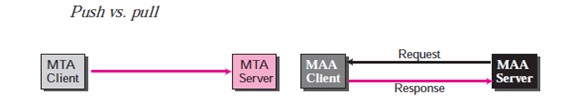 Push vs. pull
MTA
Client
MTA
Server
MAA
Client
Request
Response
MAA
Server